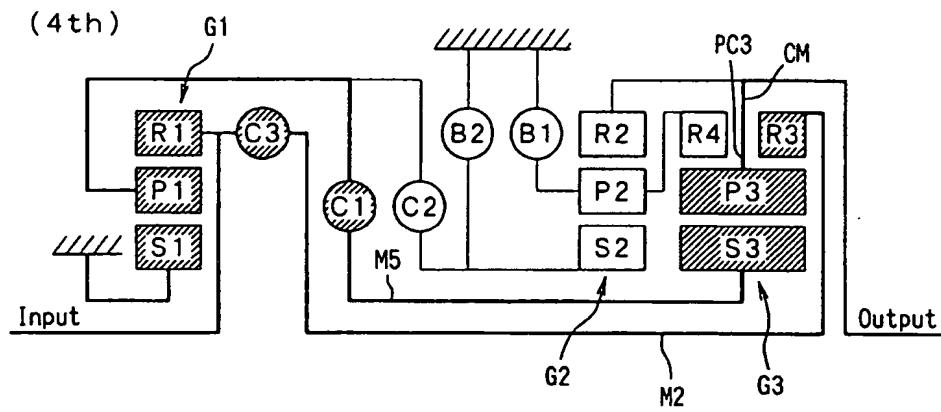 (4th)
G1
PC3
CM
R1
C3
B2
B1
R2
R4
R3
P1
C1
C2
P2
P3
S1
M5
S2
S3
Input
Output
G2
M2
G3